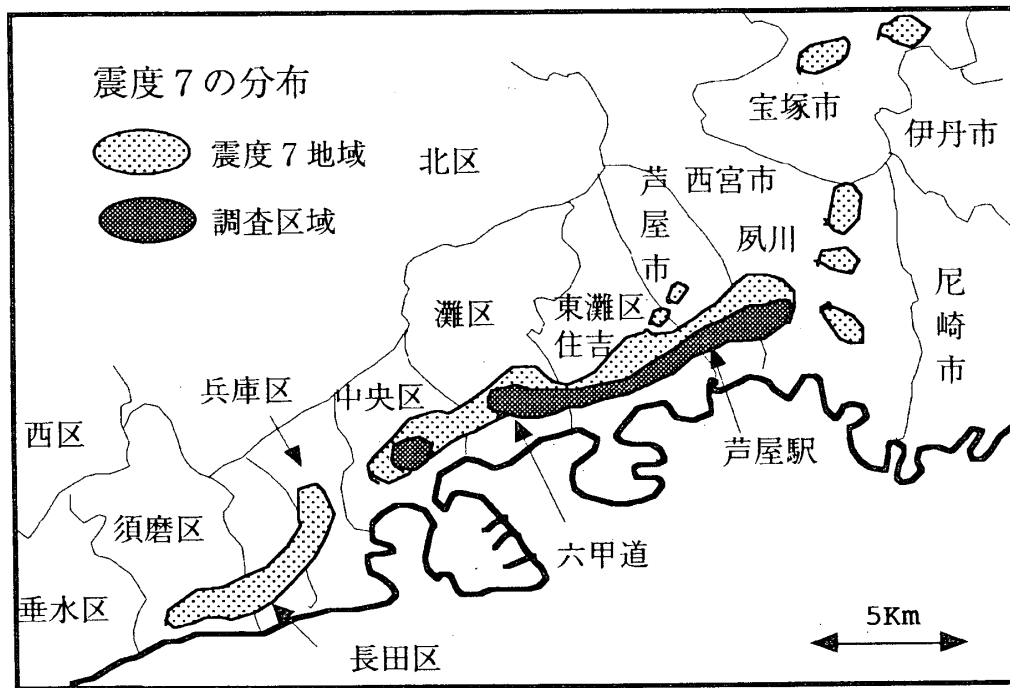 震度7の分布
震度7地域
調査区域
北区
宝塚市
伊丹市
芦屋市
西宮市
夙川
尼崎市
灘区
東灘区
住吉
兵庫区
中央区
西区
芦屋駅
須磨区
六甲道
垂水区
長田区
5Km